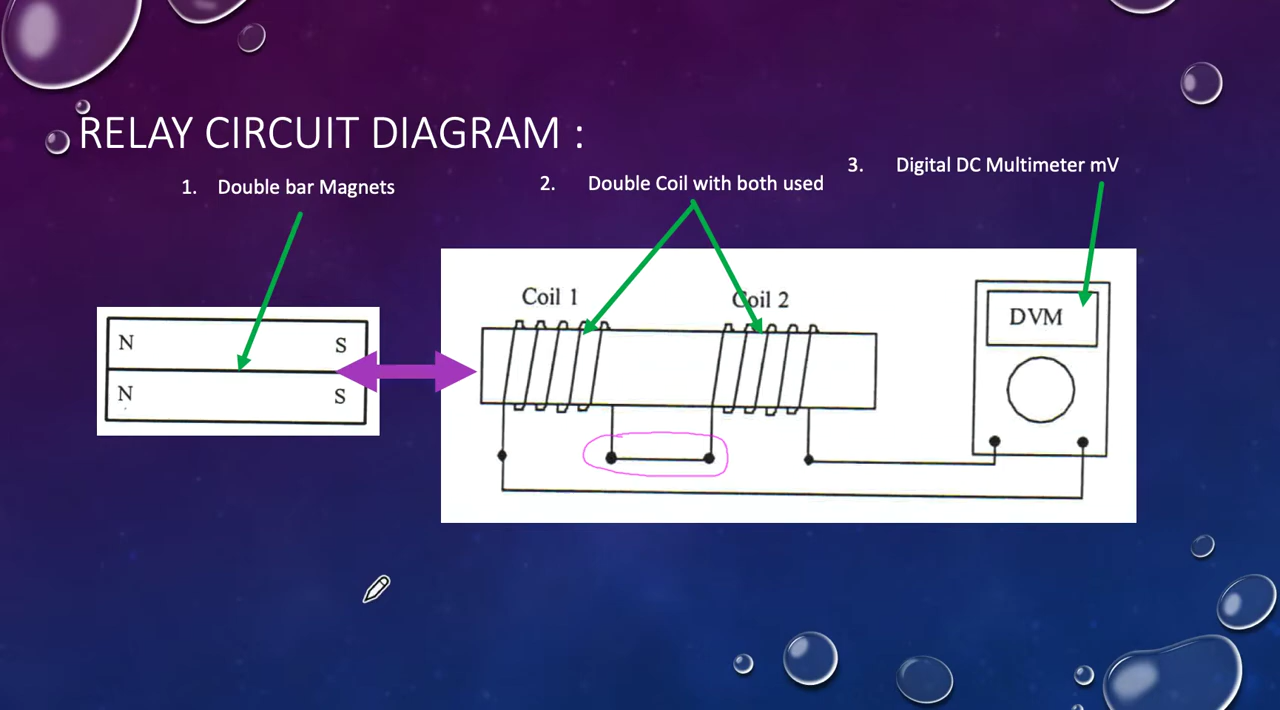 RELAY CIRCUIT DIAGRAM :
1. Double bar Magnets
2. Double Coil with both used
3. Digital DC Multimeter mV
Coil 1
Coil 2
DVM
N S
N S